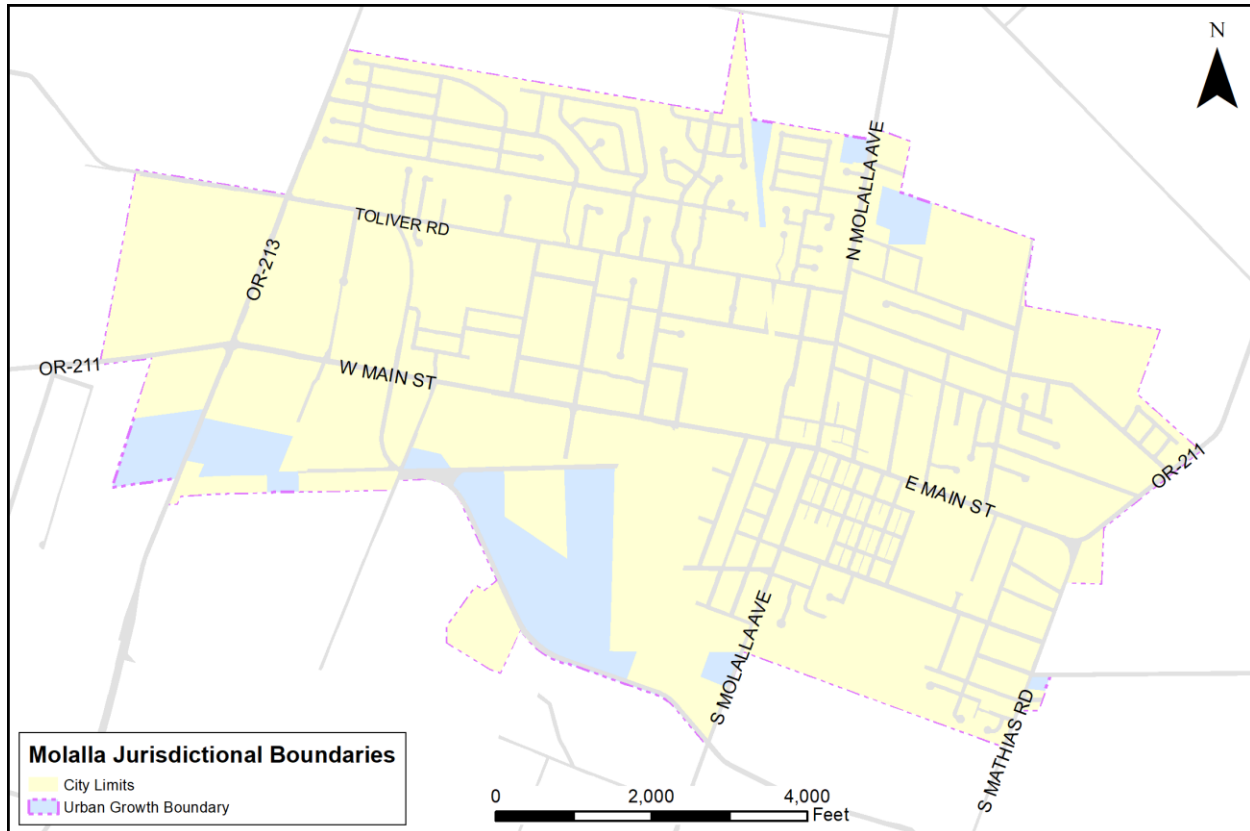 N
N MOLALLA AVE
TOLIVER RD
OR-213
OR-211
W MAIN ST
OR-211
E MAIN ST
S MOLALLA AVE
S MATHIAS RD
Molalla Jurisdictional Boundaries
City Limits
Urban Growth Boundary
0 2,000 4,000
Feet